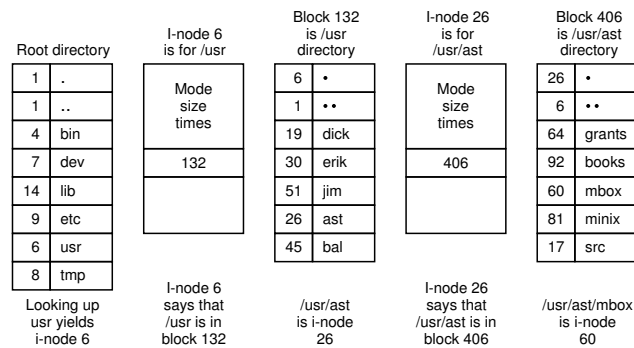 Root directory
1 .
1 ..
4 bin
7 dev
14 lib
9 etc
6 usr
8 tmp
Looking up
usr yields
i-node 6
I-node 6
is for /usr
Mode
size
times
132
I-node 6
says that
/usr is in
block 132
Block 132
is /usr
directory
6 •
1 ••
19 dick
30 erik
51 jim
26 ast
45 bal
/usr/ast
is i-node
26
I-node 26
is for
/usr/ast
Mode
size
times
406
I-node 26
says that
/usr/ast is in
block 406
Block 406
is /usr/ast
directory
26 •
6 ••
64 grants
92 books
60 mbox
81 minix
17 src
/usr/ast/mbox
is i-node
60